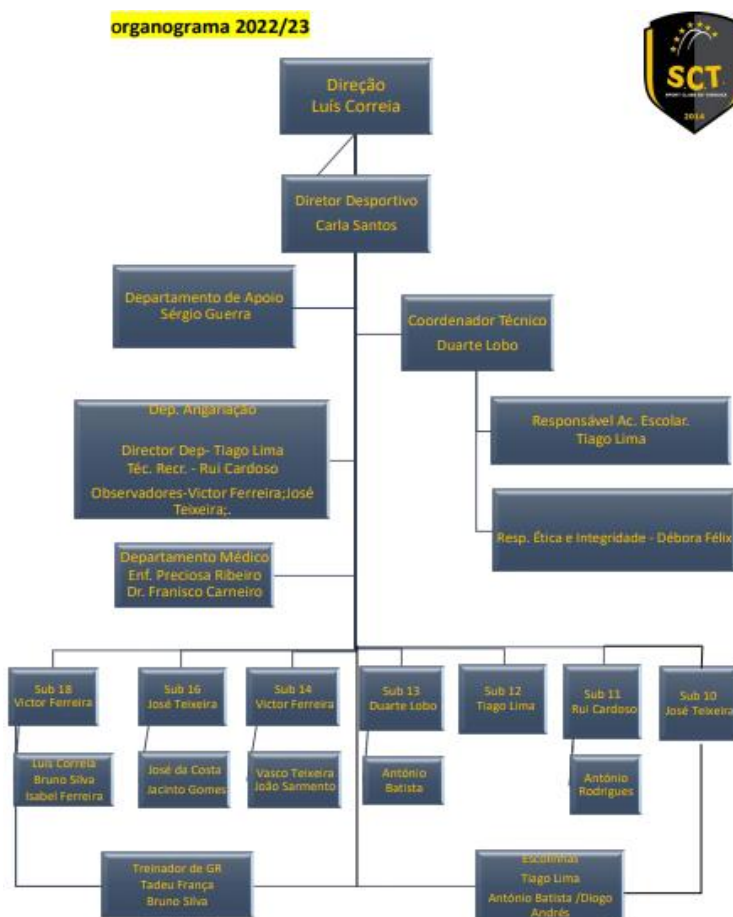 organograma 2022/23
S.C.T.
2014
Direção
Luís Correia
Diretor Desportivo
Carla Santos
Departamento de Apoio
Sérgio Guerra
Coordenador Técnico
Duarte Lobo
Dep. Angariação
Director Dep- Tiago Lima
Téc. Recr. - Rui Cardoso
Observadores-Victor Ferreira;José
Teixeira;.
Responsável Ac. Escolar.
Tiago Lima
Resp. Ética e Integridade - Débora Félix
Departamento Médico
Enf. Preciosa Ribeiro
Dr. Franisco Carneiro
Sub 18
Victor Ferreira
Sub 16
José Teixeira
Sub 14
Victor Ferreira
Sub 13
Duarte Lobo
Sub 12
Tiago Lima
Sub 11
Rui Cardoso
Sub 10
José Teixeira
Luís Correia
Bruno Silva
Isabel Ferreira
José da Costa
Jacinto Gomes
Vasco Teixeira
João Sarmento
António
Batista
António
Rodrigues
Treinador de GR
Tadeu França
Bruno Silva
Escolinhas
Tiago Lima
António Batista /Diogo
Andrés